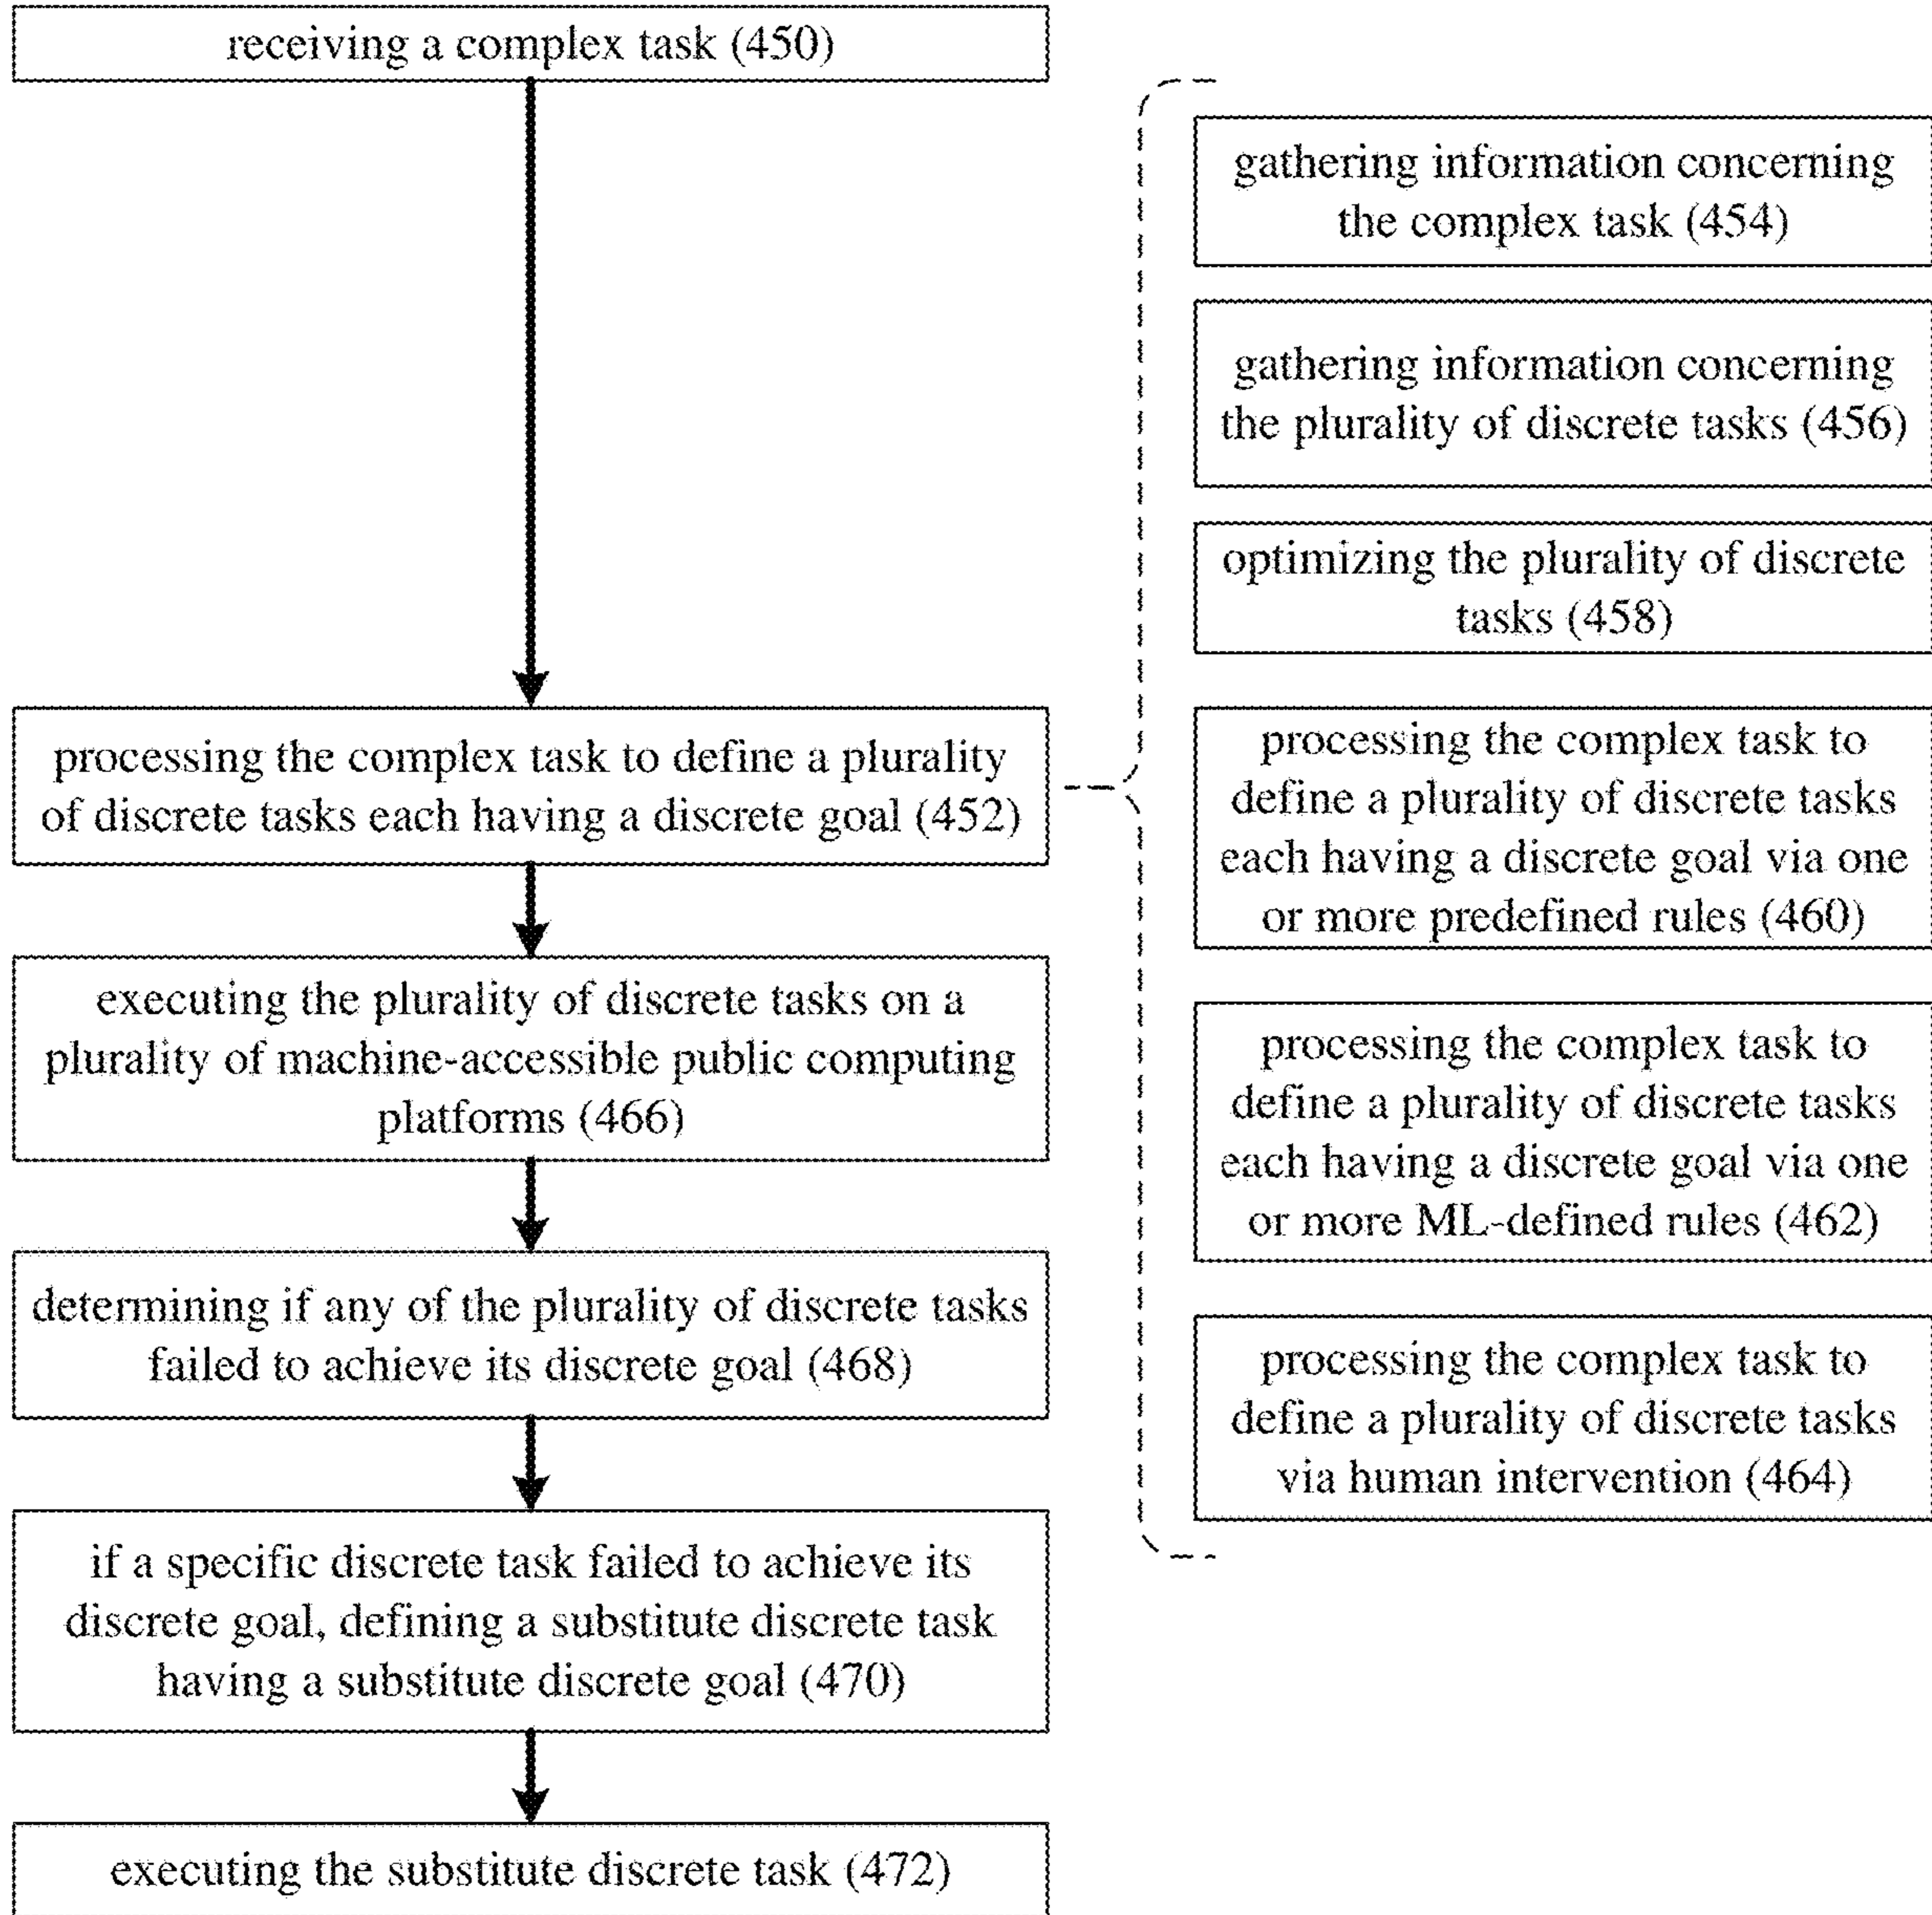 receiving a complex task (450)
processing the complex task to define a plurality
of discrete tasks each having a discrete goal (452)
executing the plurality of discrete tasks on a
plurality of machine-accessible public computing
platforms (466)
determining if any of the plurality of discrete tasks
failed to achieve its discrete goal (468)
if a specific discrete task failed to achieve its
discrete goal, defining a substitute discrete task
having a substitute discrete goal (470)
executing the substitute discrete task (472)
gathering information concerning
the complex task (454)
gathering information concerning
the plurality of discrete tasks (456)
optimizing the plurality of discrete
tasks (458)
processing the complex task to
define a plurality of discrete tasks
each having a discrete goal via one
or more predefined rules (460)
processing the complex task to
define a plurality of discrete tasks
each having a discrete goal via one
or more ML-defined rules (462)
processing the complex task to
define a plurality of discrete tasks
via human intervention (464)